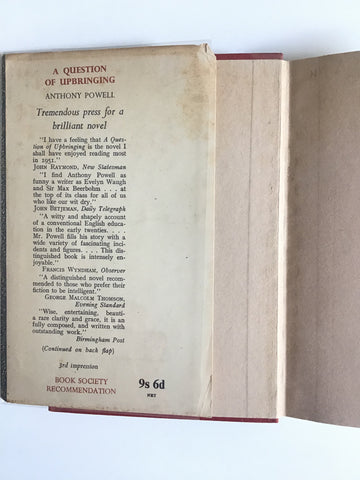 A QUESTION
OF UPBRINGING
ANTHONY POWELL
Tremendous press for a
brilliant novel
"I have a feeling that A Ques-
tion of Upbringing is the novel I
shall have enjoyed reading most
in 1951."
JOHN RAYMOND, New Statesman
"I find Anthony Powell as
funny a writer as Evelyn Waugh
and Sir Max Beerbohm . . . at
the top of its class for all of us
who like our wit dry."
JOHN BETJEMAN, Daily Telegraph
"A witty and shapely account
of a conventional English educa-
tion in the early twenties. . . .
Mr. Powell fills his story with a
wide variety of fascinating inci-
dents and figures. . . . This dis-
tinguished book is intensely en-
joyable."
FRANCIS WYNDHAM, Observer
"A distinguished novel recom-
mended to those who prefer their
fiction to be intelligent."
GEORGE MALCOLM THOMSON,
Evening Standard
"Wise, entertaining, beauti-
a rare clarity and grace, it is an
fully composed, and written with
outstanding work."
Birmingham Post
(Continued on back flap)
3rd impression
BOOK SOCIETY
RECOMMENDATION
9s 6d
NET